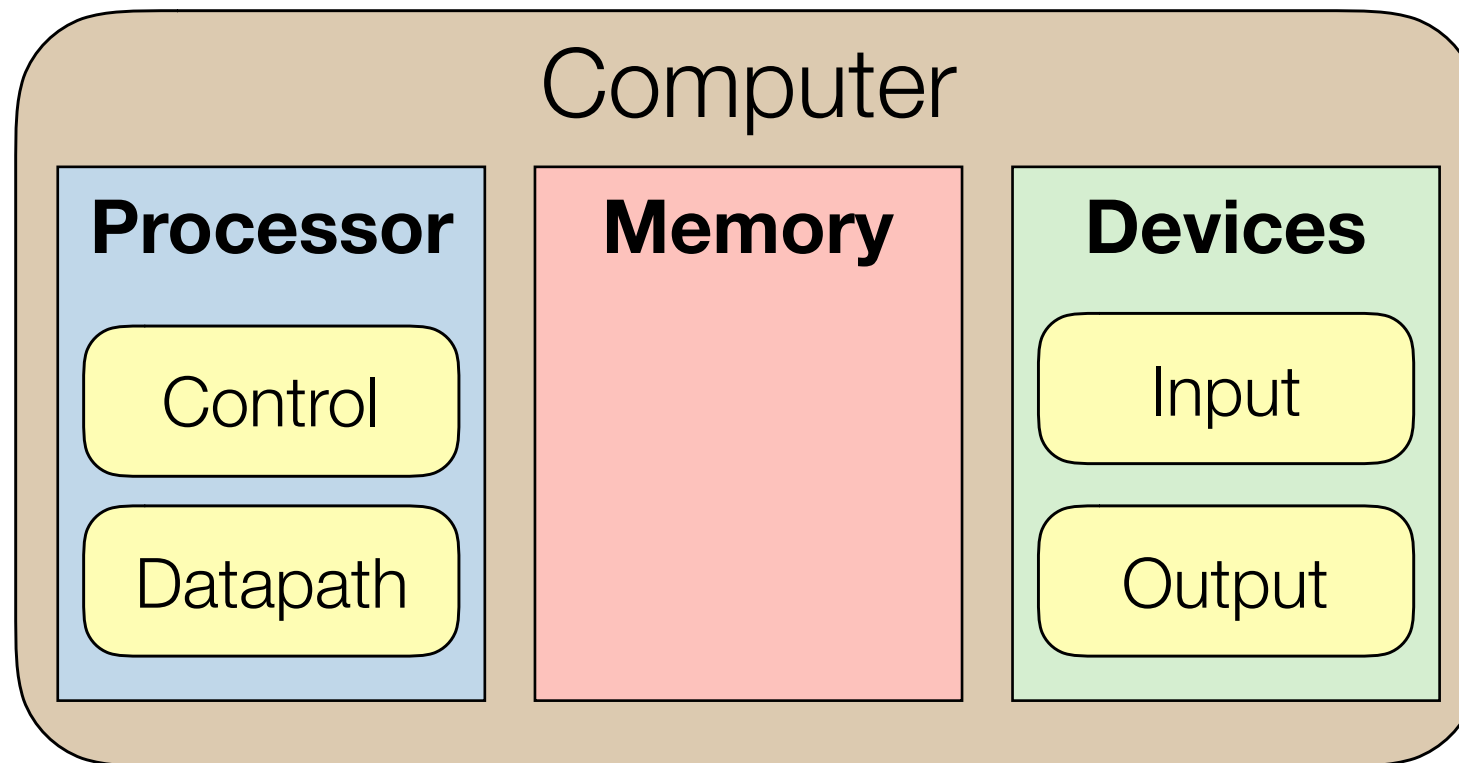 Computer
Processor
Control
Datapath
Memory
Devices
Input
Output